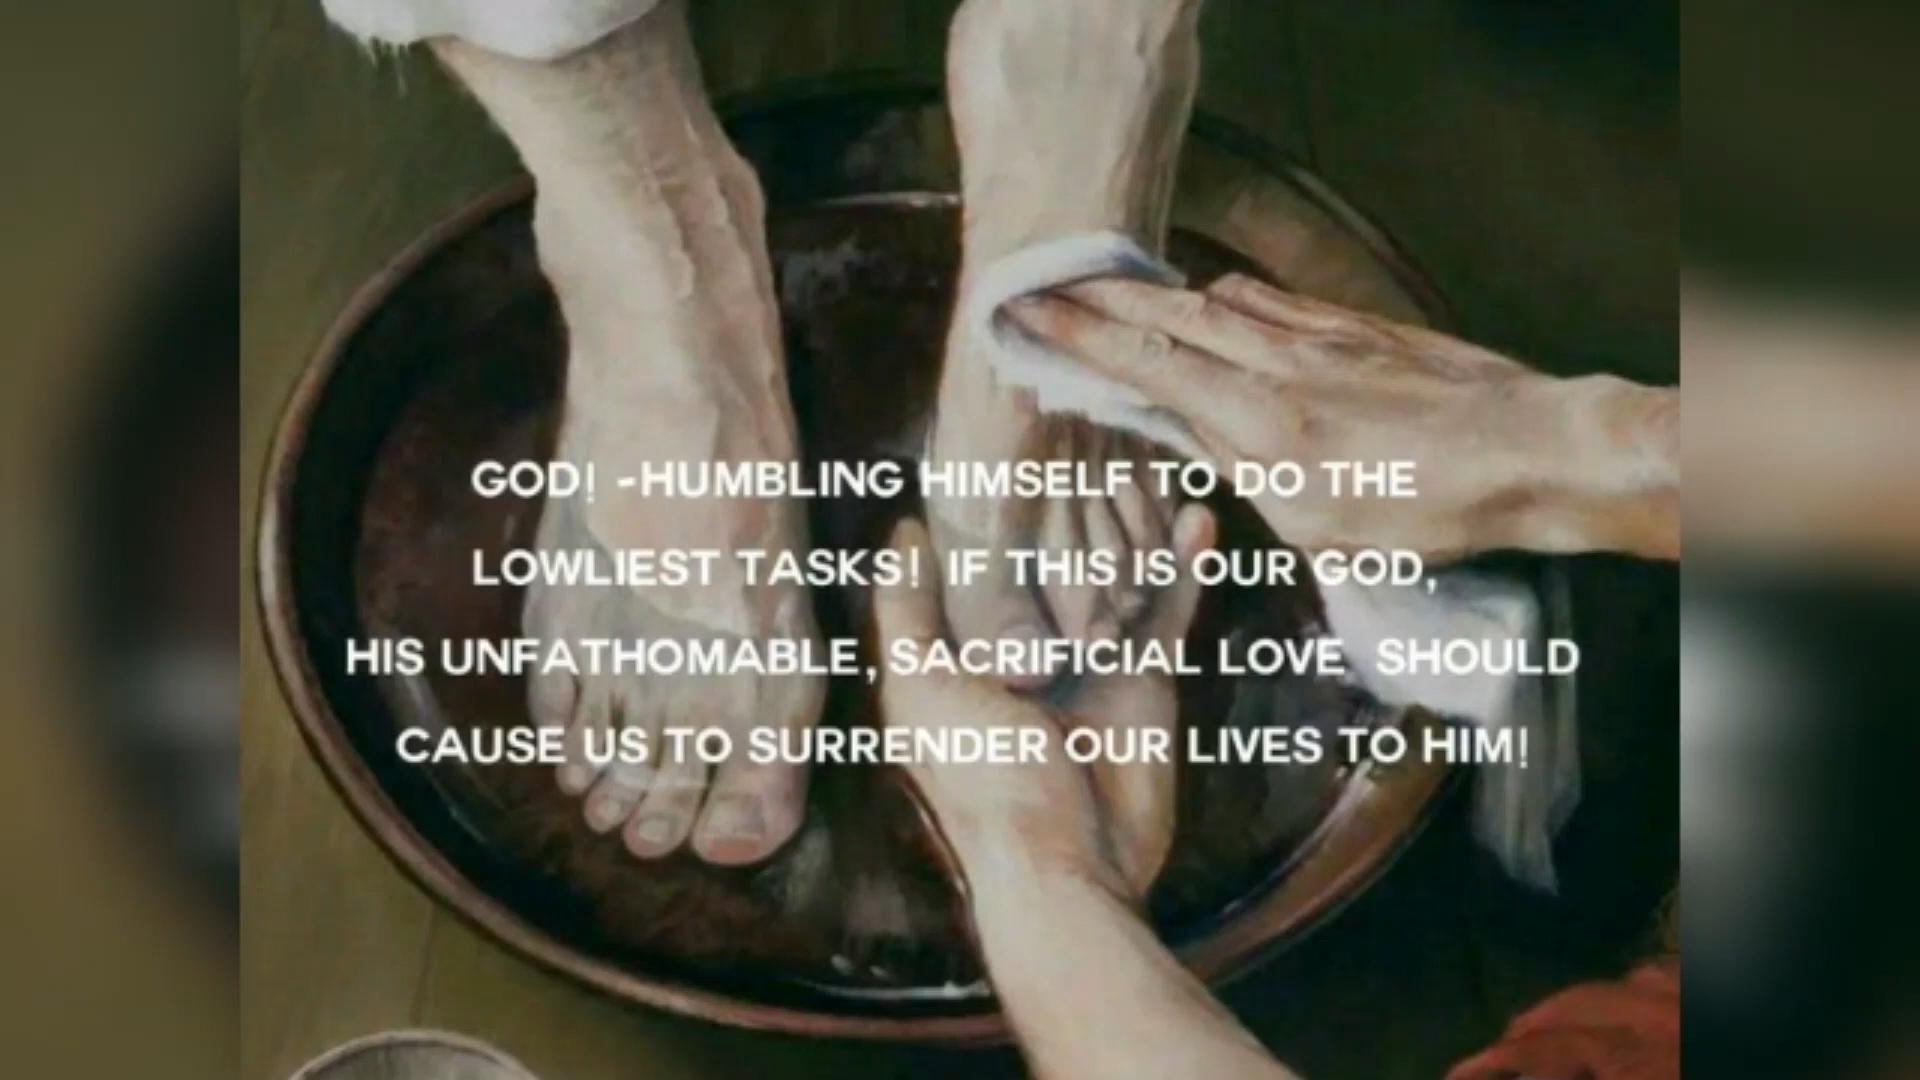 GOD! -HUMBLING HIMSELF TO DO THE
LOWLIEST TASKS! IF THIS IS OUR GOD,
HIS UNFATHOMABLE, SACRIFICIAL LOVE SHOULD
CAUSE US TO SURRENDER OUR LIVES TO HIM!